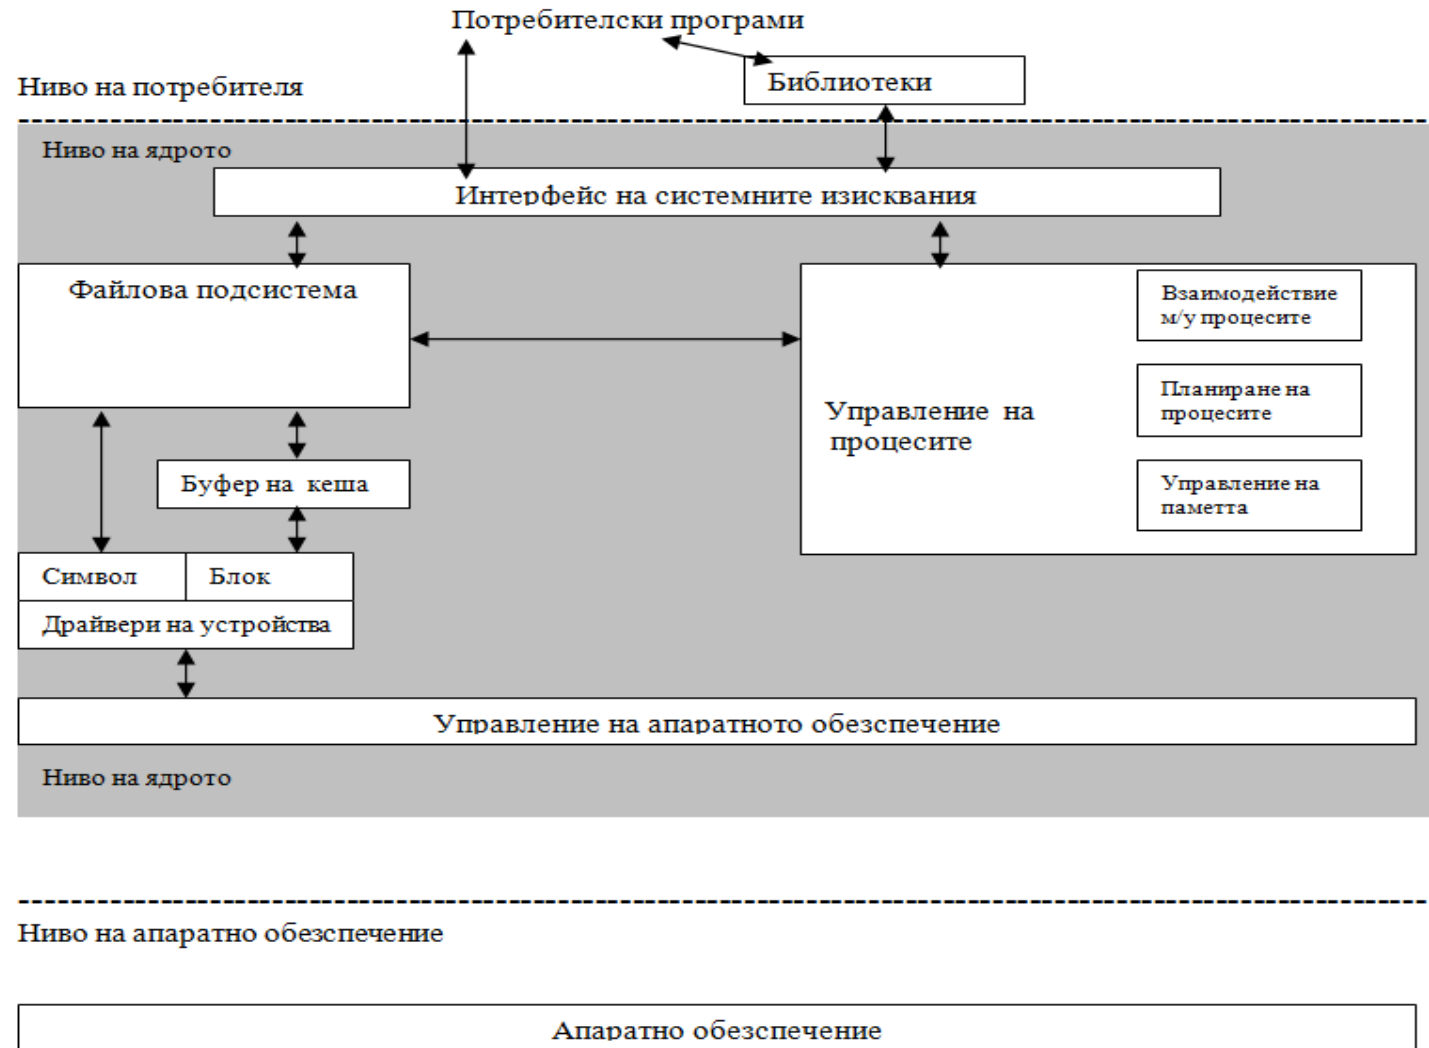 Потребителски програми
Библиотеки
Ниво на потребителя
Ниво на ядрото
Интерфейс на системните изисквания
Файлова подсистема
Взаимодействие
м/у процесите
Планиране на
процесите
Управление на
процесите
Управление на
паметта
Буфер на кеша
Символ
Блок
Драйвери на устройства
Управление на апаратното обезспечение
Ниво на ядрото
Ниво на апаратно обезспечение
Апаратно обезспечение